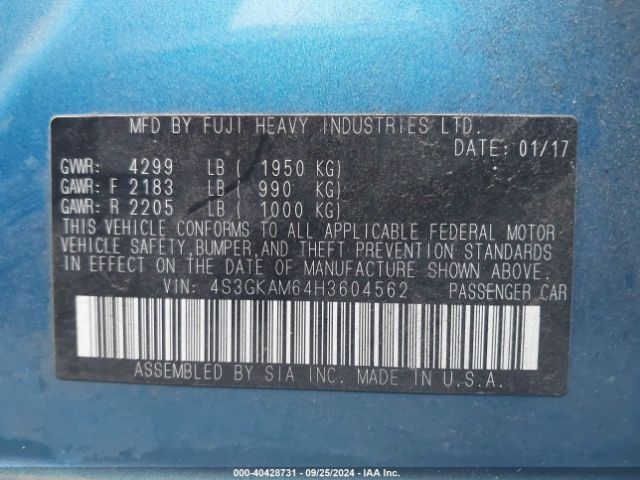 MFD BY FUJI HEAVY INDUSTRIES LTD.
DATE: 01/17
GVWR: 4299 LB ( 1950 KG)
GAWR: F 2183 LB ( 990 KG)
GAWR: R 2205 LB ( 1000 KG)
THIS VEHICLE CONFORMS TO ALL APPLICABLE FEDERAL MOTOR
VEHICLE SAFETY,BUMPER,AND THEFT PREVENTION STANDARDS
IN EFFECT ON THE DATE OF MANUFACTURE SHOWN ABOVE.
VIN: 4S3GKAM64H3604562 PASSENGER CAR
ASSEMBLED BY SIA INC. MADE IN U.S.A.
000-40428731 - 09/25/2024 - IAA Inc.